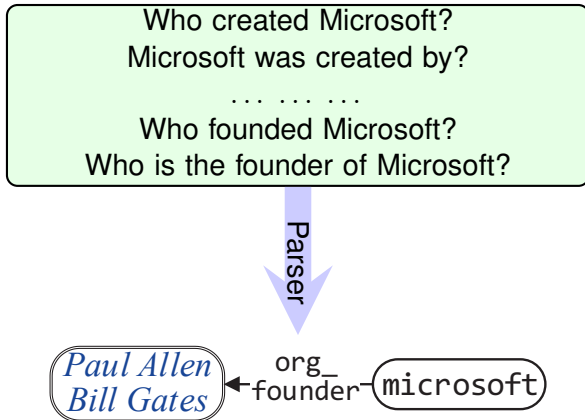 Who created Microsoft?
Microsoft was created by?
... ... ...
Who founded Microsoft?
Who is the founder of Microsoft?
Parser
Paul Allen
Bill Gates
org_
founder
microsoft